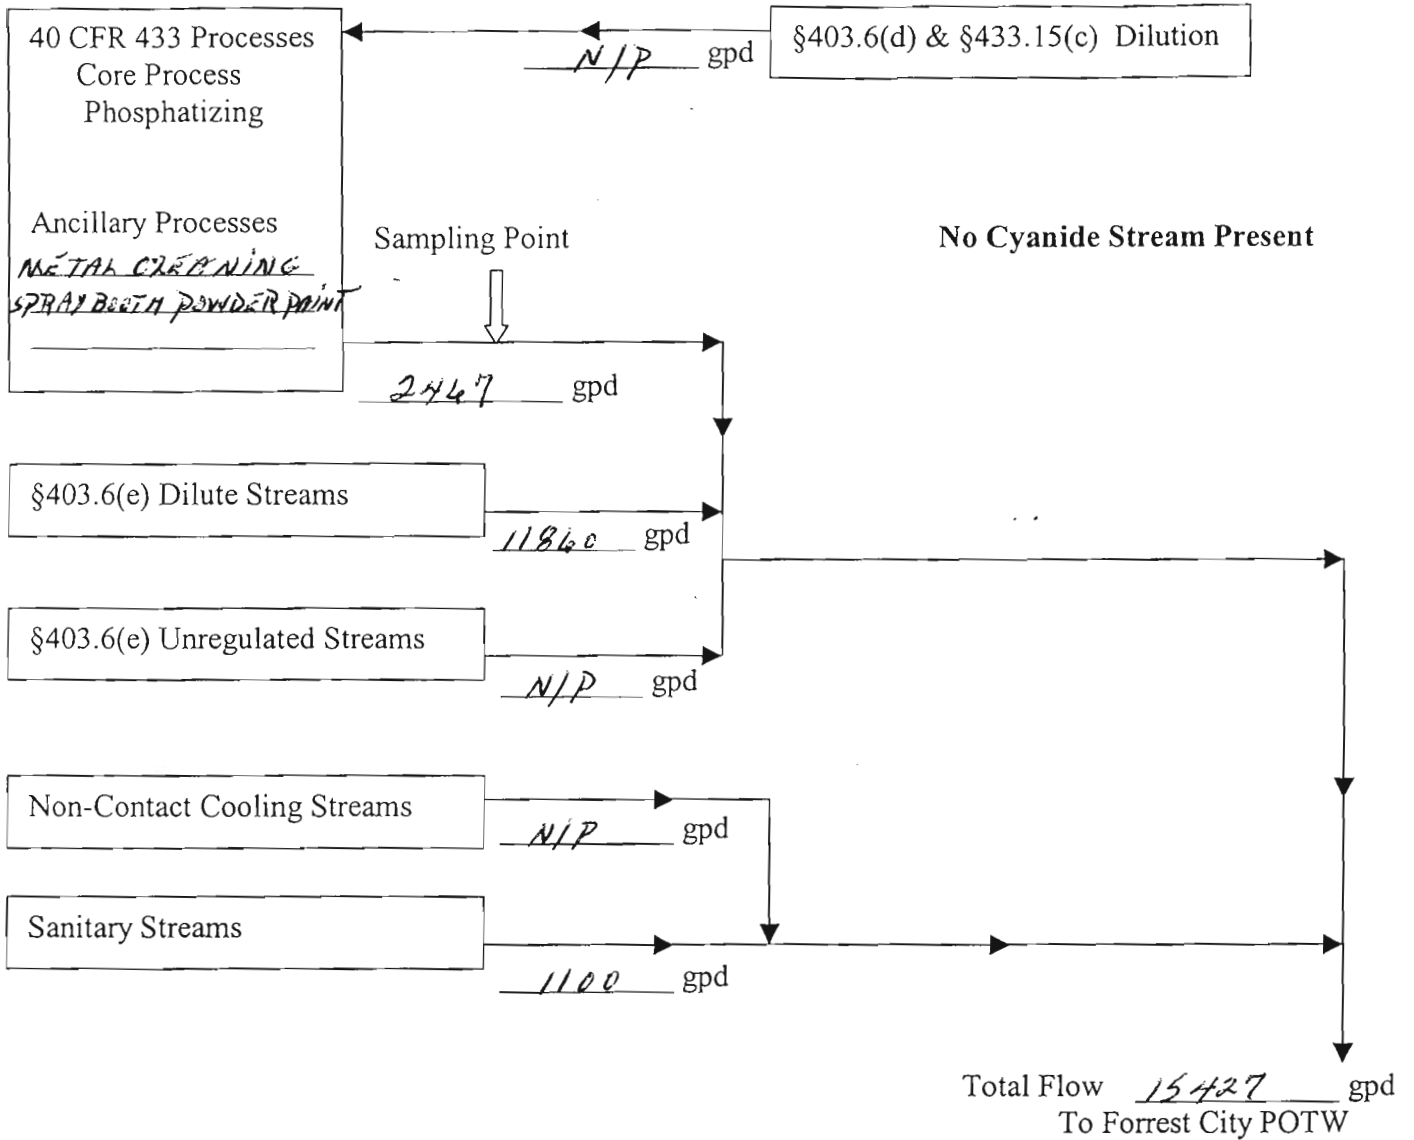 40 CFR 433 Processes
Core Process
Phosphatizing
N/P gpd
§403.6(d) & §433.15(c) Dilution
Ancillary Processes
METAL CLEANING
SPRAY BOOTH POWDER PAINT
Sampling Point
No Cyanide Stream Present
2467 gpd
§403.6(e) Dilute Streams
11860 gpd
§403.6(e) Unregulated Streams
N/P gpd
Non-Contact Cooling Streams
N/P gpd
Sanitary Streams
1100 gpd
Total Flow 15427 gpd
To Forrest City POTW